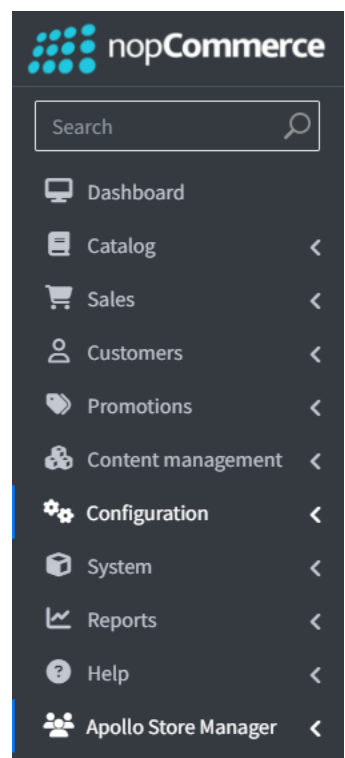 nopCommerce
Search
Dashboard
Catalog
Sales
Customers
Promotions
Content management
Configuration
System
Reports
Help
Apollo Store Manager